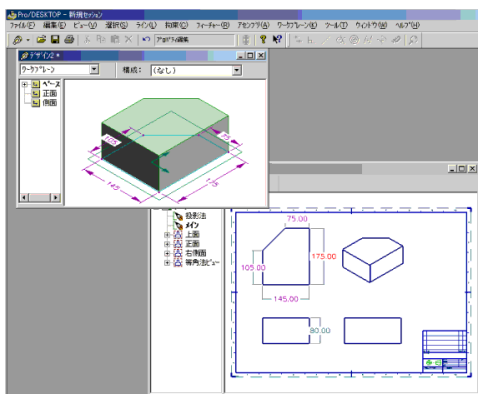 Pro/DESKTOP - 新規セッション
ファイル(F) 編集(E) ビュー(V) 選択(S) ライン(L) 拘束(C) フィーチャー(F) アセンブリ(A) ワークプレーン(K) ツール(T) ウィンドウ(W) ヘルプ(H)
デザイン2 *
ワークプレーン 構成: (なし)
ベース
正面
側面
105
75
145
175
投影法
メイン
上面
正面
右側面
等角法ビュー
75.00
105.00
175.00
145.00
80.00